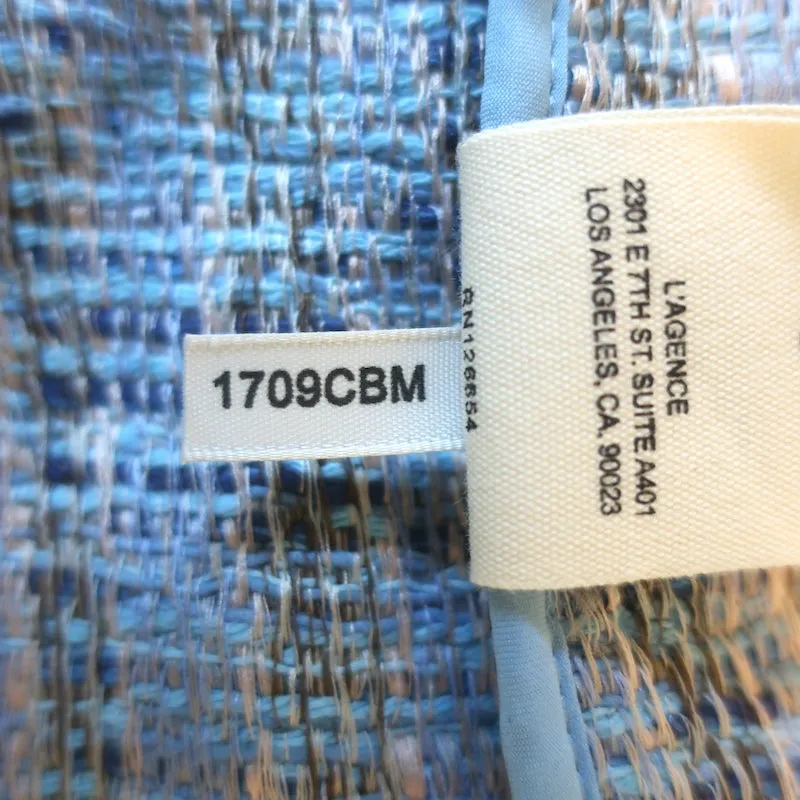 1709CBM
RN126654
L'AGENCE
2301 E 7TH ST. SUITE A401
LOS ANGELES, CA. 90023